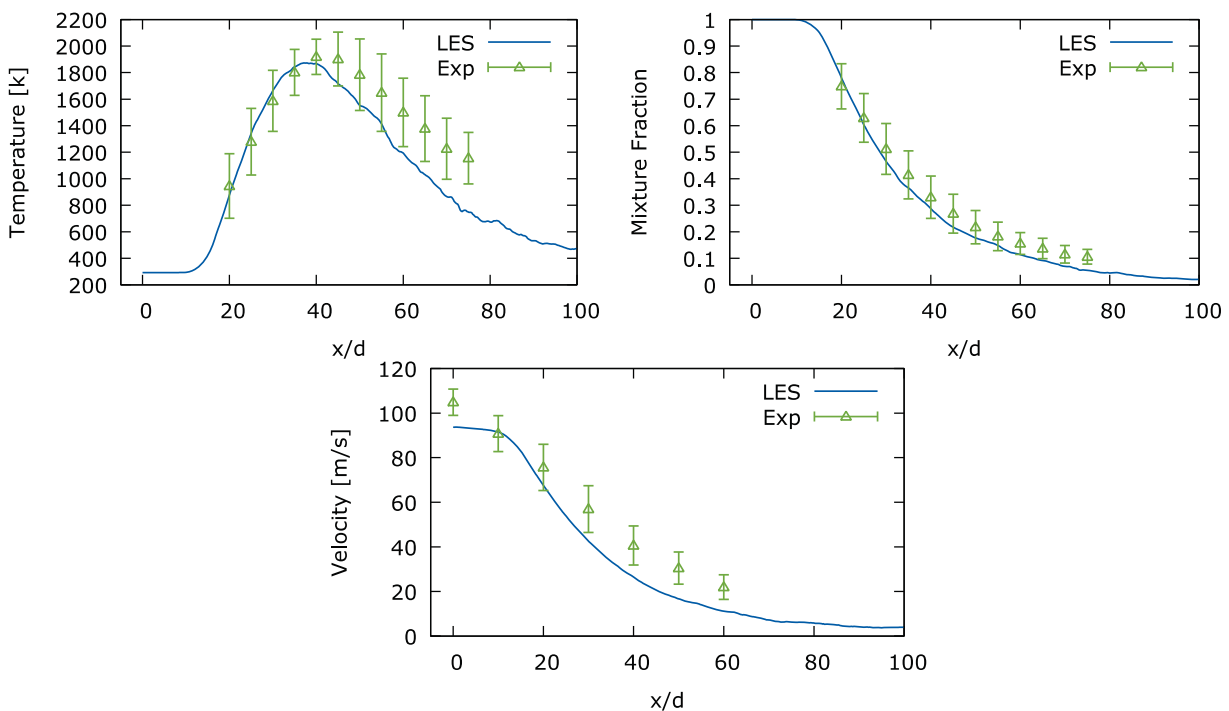 Temperature [k]
2200
2000
1800
1600
1400
1200
1000
800
600
400
200
LES
Exp
0 20 40 60 80 100
x/d
Mixture Fraction
1
0.9
0.8
0.7
0.6
0.5
0.4
0.3
0.2
0.1
0
LES
Exp
0 20 40 60 80 100
x/d
Velocity [m/s]
120
100
80
60
40
20
0
LES
Exp
0 20 40 60 80 100
x/d